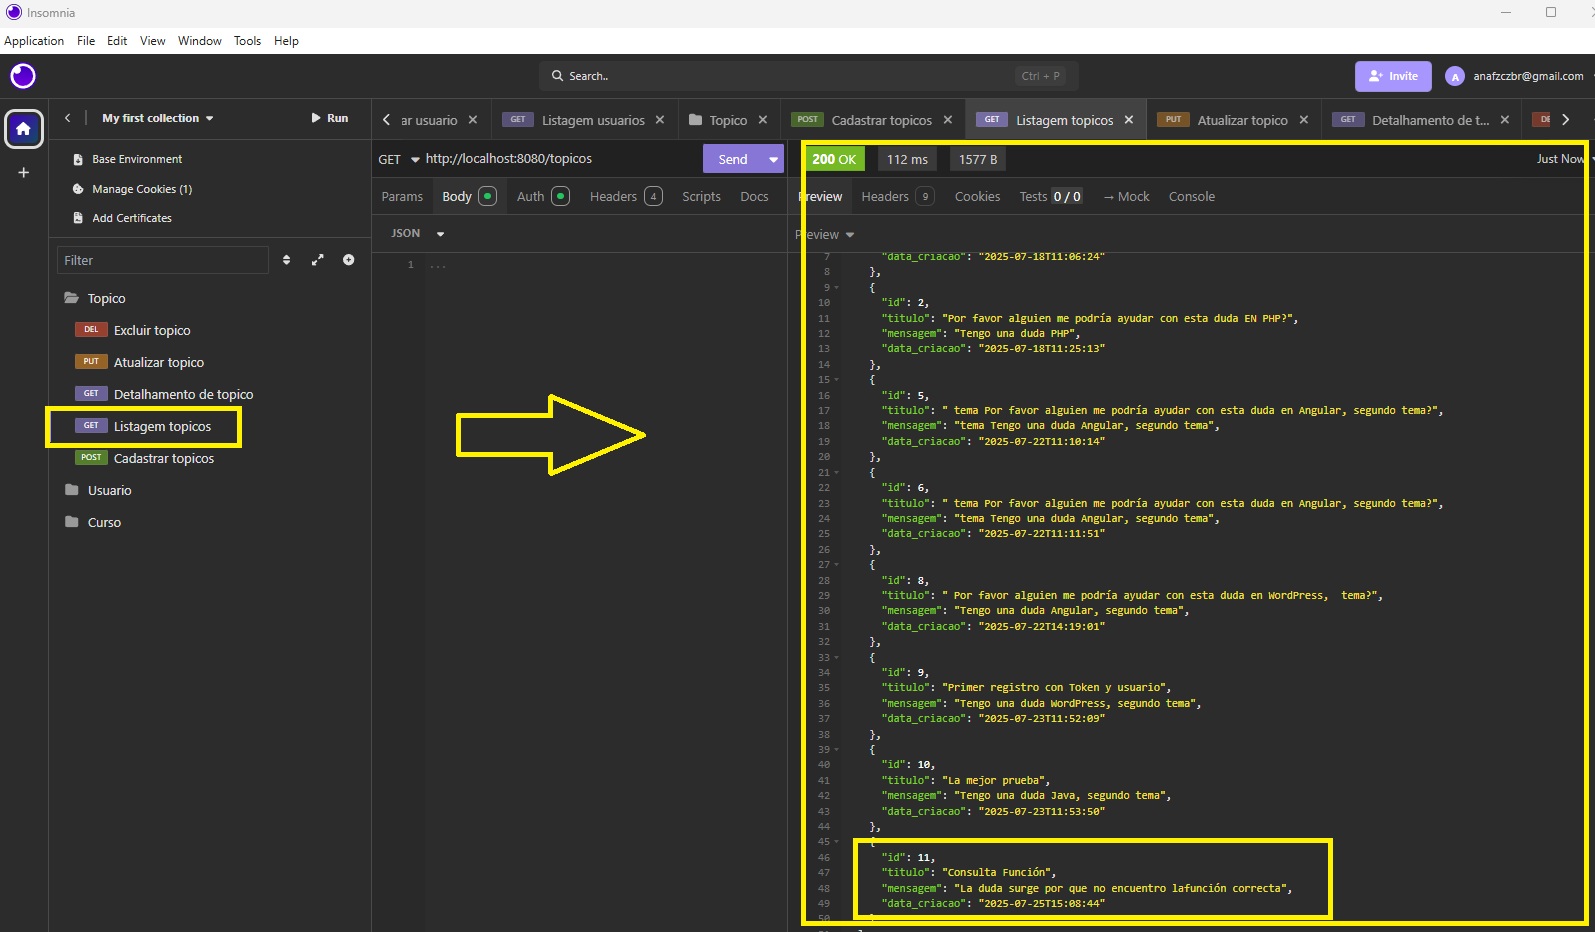 Insomnia
Application File Edit View Window Tools Help
Search.. Ctrl + P
Invite A anafzczbr@gmail.com
My first collection Run
Base Environment
Manage Cookies (1)
Add Certificates
Filter
Topico
DEL Excluir topico
PUT Atualizar topico
GET Detalhamento de topico
GET Listagem topicos
POST Cadastrar topicos
Usuario
Curso
ar usuario GET Listagem usuarios Topico POST Cadastrar topicos GET Listagem topicos PUT Atualizar topico GET Detalhamento de t... DE
GET http://localhost:8080/topicos Send
Params Body Auth Headers 4 Scripts Docs
JSON
1 ...
200 OK 112 ms 1577 B Just Now
Preview Headers 9 Cookies Tests 0 / 0 → Mock Console
Preview
7 "data_criacao": "2025-07-18T11:06:24"
8 },
9 {
10 "id": 2,
11 "titulo": "Por favor alguien me podría ayudar con esta duda EN PHP?",
12 "mensagem": "Tengo una duda PHP",
13 "data_criacao": "2025-07-18T11:25:13"
14 },
15 {
16 "id": 5,
17 "titulo": " tema Por favor alguien me podría ayudar con esta duda en Angular, segundo tema?",
18 "mensagem": "tema Tengo una duda Angular, segundo tema",
19 "data_criacao": "2025-07-22T11:10:14"
20 },
21 {
22 "id": 6,
23 "titulo": " tema Por favor alguien me podría ayudar con esta duda en Angular, segundo tema?",
24 "mensagem": "tema Tengo una duda Angular, segundo tema",
25 "data_criacao": "2025-07-22T11:11:51"
26 },
27 {
28 "id": 8,
29 "titulo": " Por favor alguien me podría ayudar con esta duda en WordPress,  tema?",
30 "mensagem": "Tengo una duda Angular, segundo tema",
31 "data_criacao": "2025-07-22T14:19:01"
32 },
33 {
34 "id": 9,
35 "titulo": "Primer registro con Token y usuario",
36 "mensagem": "Tengo una duda WordPress, segundo tema",
37 "data_criacao": "2025-07-23T11:52:09"
38 },
39 {
40 "id": 10,
41 "titulo": "La mejor prueba",
42 "mensagem": "Tengo una duda Java, segundo tema",
43 "data_criacao": "2025-07-23T11:53:50"
44 },
45 {
46 "id": 11,
47 "titulo": "Consulta Función",
48 "mensagem": "La duda surge por que no encuentro lafunción correcta",
49 "data_criacao": "2025-07-25T15:08:44"
50